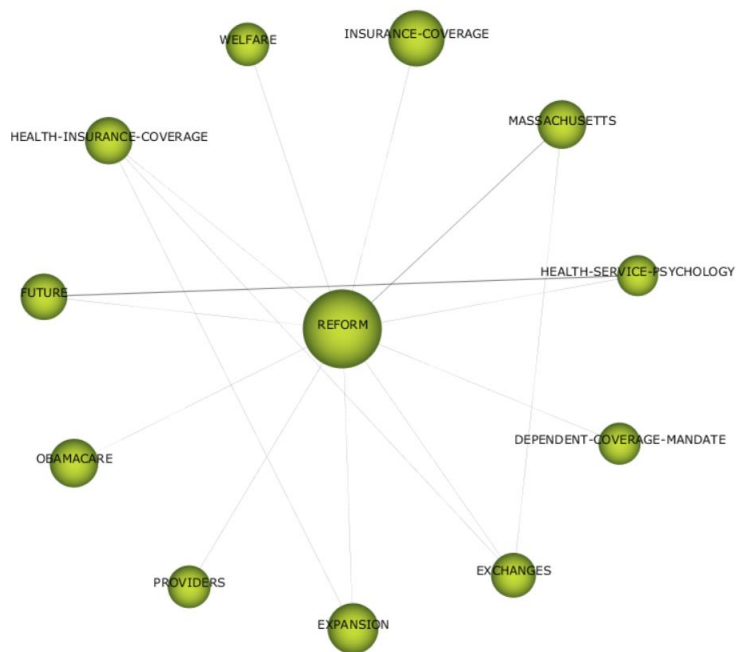 INSURANCE-COVERAGE
WELFARE
MASSACHUSETTS
HEALTH-INSURANCE-COVERAGE
HEALTH-SERVICE-PSYCHOLOGY
FUTURE
REFORM
DEPENDENT-COVERAGE-MANDATE
OBAMACARE
EXCHANGES
PROVIDERS
EXPANSION